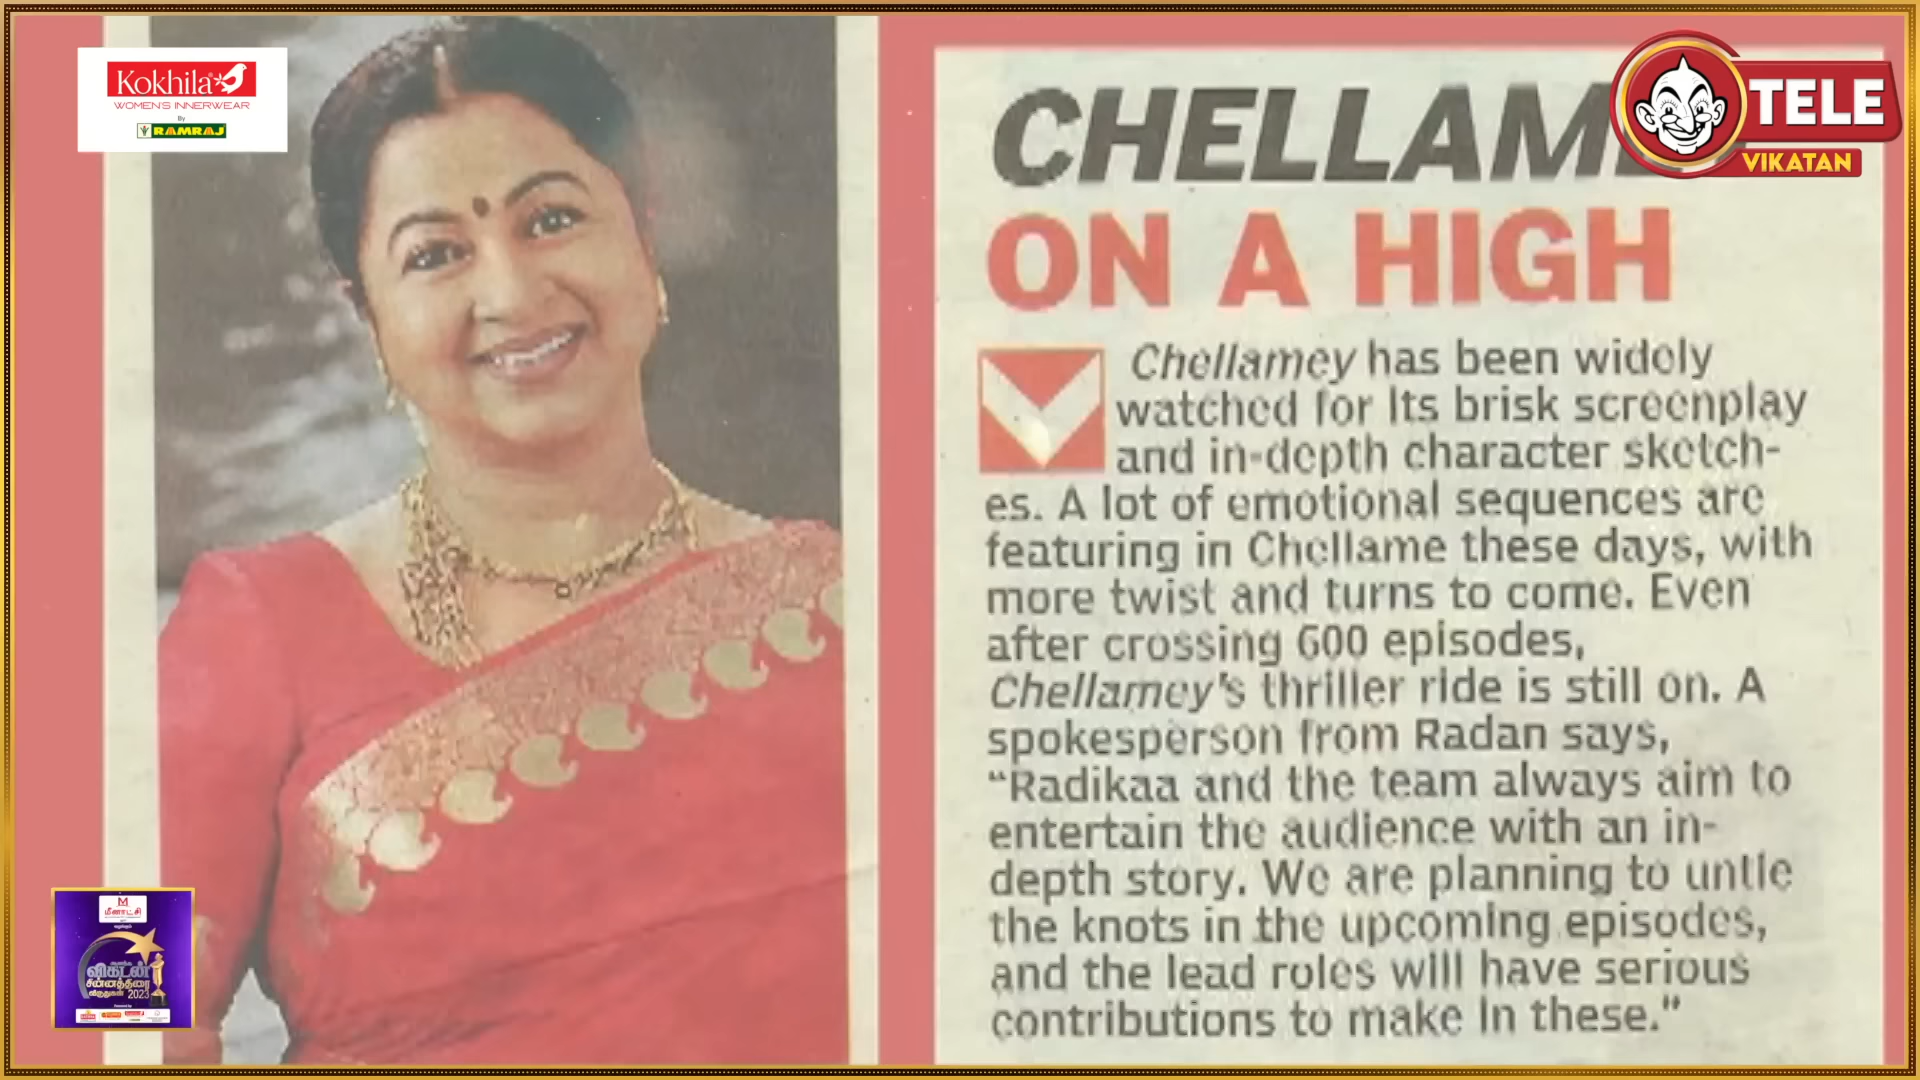 Kokhila
WOMEN'S INNERWEAR
By
RAMRAJ
TELE
VIKATAN
CHELLAM
ON A HIGH
Chellamey has been widely
watched for its brisk screenplay
and in-depth character sketch-
es. A lot of emotional sequences are
featuring in Chellame these days, with
more twist and turns to come. Even
after crossing 600 episodes,
Chellamey's thriller ride is still on. A
spokesperson from Radan says,
"Radikaa and the team always aim to
entertain the audience with an in-
depth story. We are planning to untie
the knots in the upcoming episodes,
and the lead roles will have serious
contributions to make in these."
M
மீனாட்சி
விகடன்
சின்னத்திரை
விருதுகள் 2023